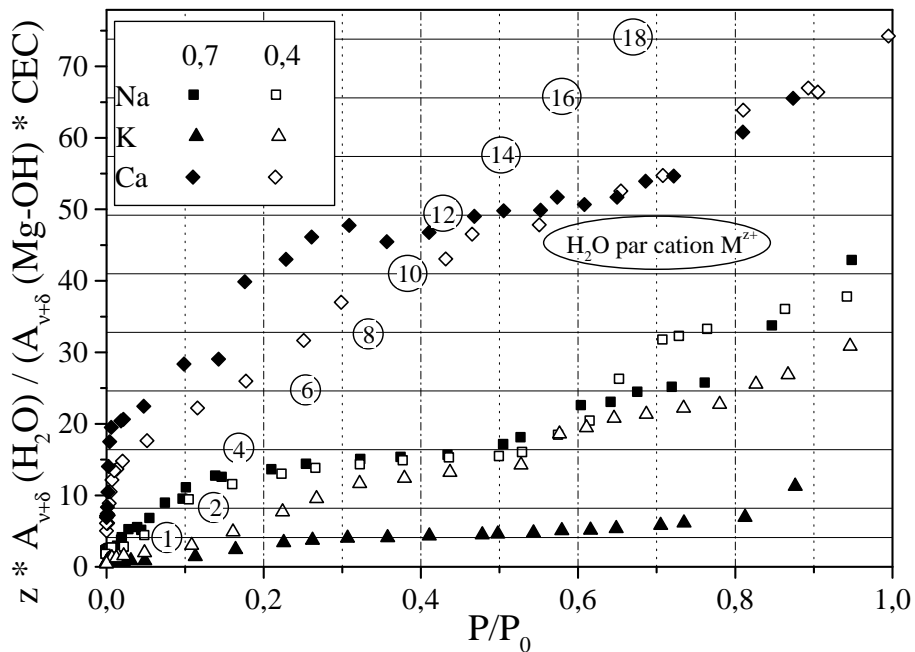 z * A ν+δ (H2O) / (A ν+δ (Mg-OH) * CEC)
70
60
50
40
30
20
10
0
0,7 0,4
Na
K
Ca
18
16
14
12
H2O par cation M z+
10
8
6
4
2
1
0,0 0,2 0,4 0,6 0,8 1,0
P/P0